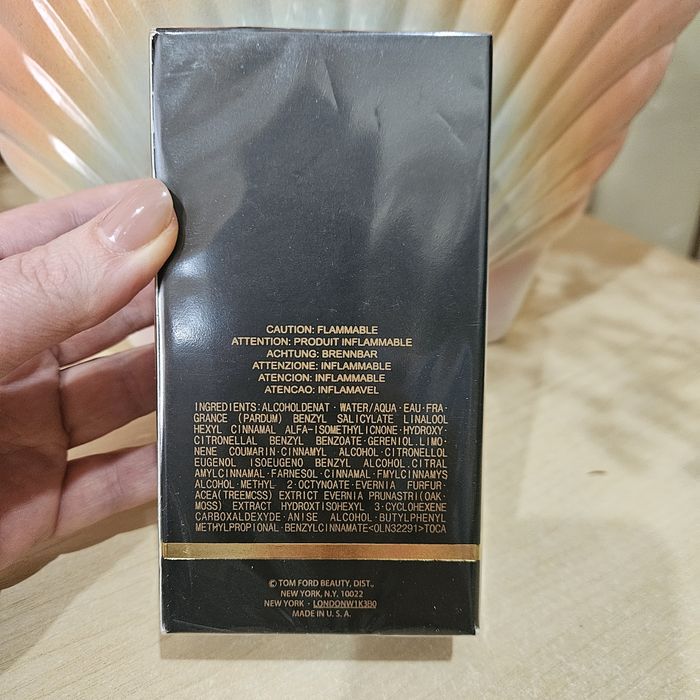 CAUTION: FLAMMABLE
ATTENTION: PRODUIT INFLAMMABLE
ACHTUNG: BRENNBAR
ATTENZIONE: INFLAMMABLE
ATENCION: INFLAMMABLE
ATENCAO: INFLAMAVEL
INGREDIENTS:ALCOHOLDENAT · WATER/AQUA · EAU · FRA·
GRANCE (PARDUM) BENZYL SALICYLATE LINALOOL
HEXYL CINNAMAL ALFA-ISOMETHYLICNONE·HYDROXY·
CITRONELLAL BENZYL BENZOATE·GERENIOL.LIMO·
NENE COUMARIN·CINNAMYL ALCOHOL·CITRONELLOL
EUGENOL ISOEUGENO BENZYL ALCOHOL.CITRAL
AMYLCINNAMAL·FARNESOL·CINNAMAL·FMYLCINNAMYS
ALCOHOL·METHYL 2·OCTYNOATE·EVERNIA FURFUR·
ACEA(TREEMCSS) EXTRICT EVERNIA PRUNASTRI(OAK·
MOSS) EXTRACT HYDROXTISOHEXYL 3·CYCLOHEXENE
CARBOXALDEXYDE·ANISE ALCOHOL·BUTYLPHENYL
METHYLPROPIONAL·BENZYLCINNAMATE<OLN32291>TOCA
© TOM FORD BEAUTY, DIST.,
NEW YORK, N.Y. 10022
NEW YORK · LONDONW1K3B0
MADE IN U. S. A.